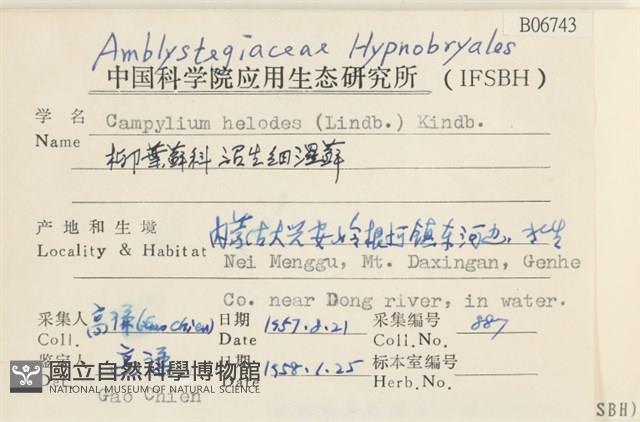 B06743
Amblystegiaceae Hypnobryales
中国科学院应用生态研究所 (IFSBH)
学名 Name Campylium helodes (Lindb.) Kindb.
柳葉蘚科 沼生细湿蘚
产地和生境 内蒙古大兴安岭根河镇东河边，水生
Locality & Habitat Nei Menggu, Mt. Daxingan, Genhe
Co. near Dong river, in water.
采集人 高谦 (Gao Chien) 日期 1957.8.21 采集编号 887
Coll. Date Coll.No.
鉴定人 高谦 日期 1958.1.25 标本室编号
Det. Date Herb.No.
Gao Chien
國立自然科學博物館
NATIONAL MUSEUM OF NATURAL SCIENCE
SBH)